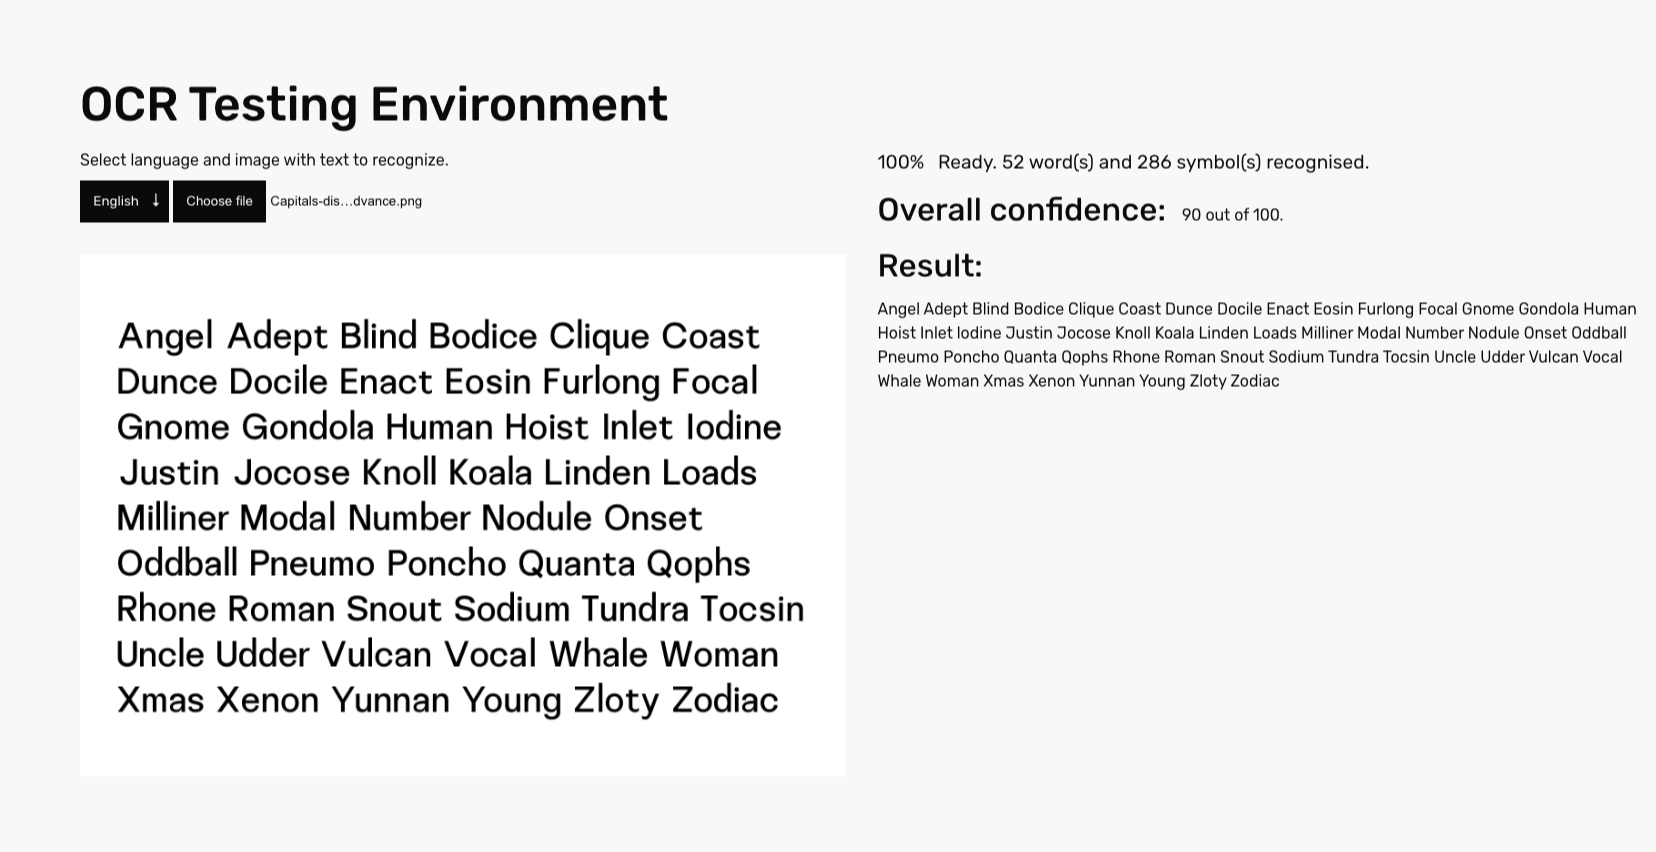 OCR Testing Environment
Select language and image with text to recognize.
English ↓ Choose file Capitals-dis...dvance.png
Angel Adept Blind Bodice Clique Coast
Dunce Docile Enact Eosin Furlong Focal
Gnome Gondola Human Hoist Inlet Iodine
Justin Jocose Knoll Koala Linden Loads
Milliner Modal Number Nodule Onset
Oddball Pneumo Poncho Quanta Qophs
Rhone Roman Snout Sodium Tundra Tocsin
Uncle Udder Vulcan Vocal Whale Woman
Xmas Xenon Yunnan Young Zloty Zodiac
100% Ready. 52 word(s) and 286 symbol(s) recognised.
Overall confidence: 90 out of 100.
Result:
Angel Adept Blind Bodice Clique Coast Dunce Docile Enact Eosin Furlong Focal Gnome Gondola Human
Hoist Inlet Iodine Justin Jocose Knoll Koala Linden Loads Milliner Modal Number Nodule Onset Oddball
Pneumo Poncho Quanta Qophs Rhone Roman Snout Sodium Tundra Tocsin Uncle Udder Vulcan Vocal
Whale Woman Xmas Xenon Yunnan Young Zloty Zodiac